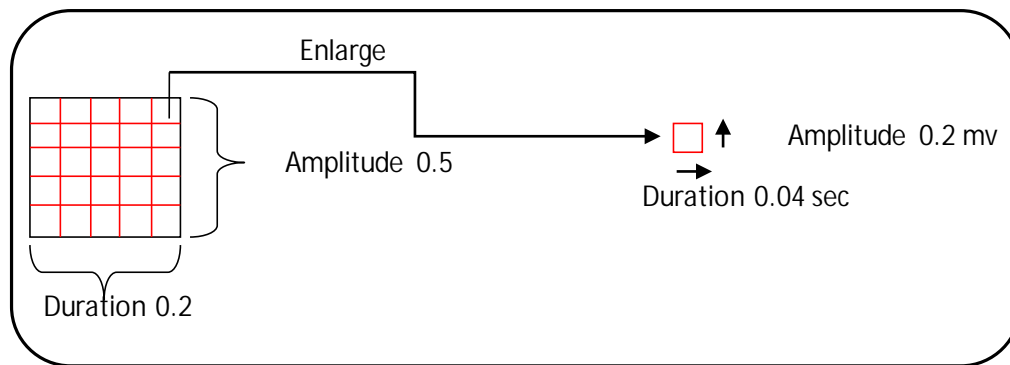 Enlarge
Amplitude 0.5
Amplitude 0.2 mv
Duration 0.04 sec
Duration 0.2